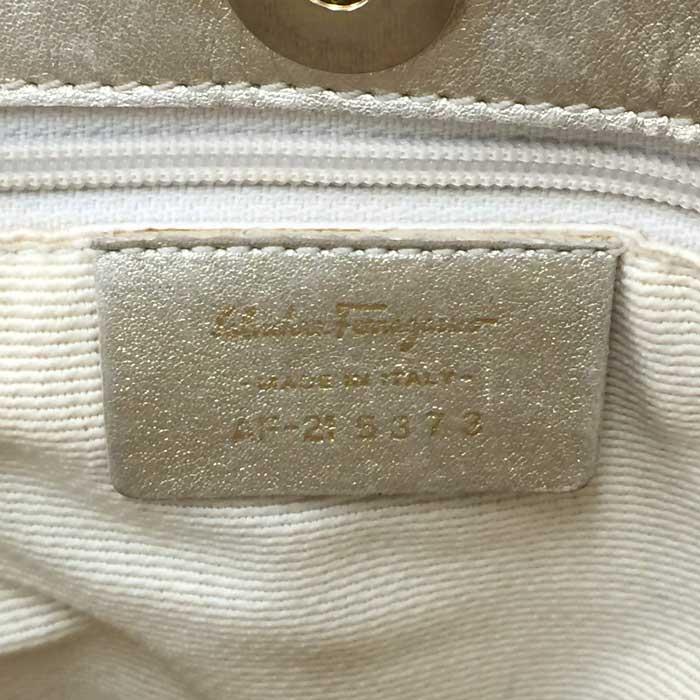 Salvatore Ferragamo
-MADE IN ITALY-
AF-21 5373